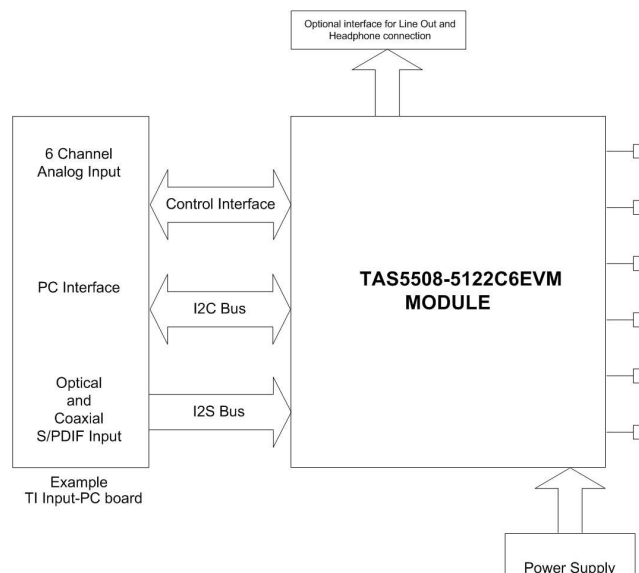 Optional interface for Line Out and
Headphone connection
6 Channel
Analog Input
Control Interface
PC Interface
I2C Bus
TAS5508-5122C6EVM
MODULE
Optical
and
Coaxial
S/PDIF Input
I2S Bus
Example
TI Input-PC board
Power Supply